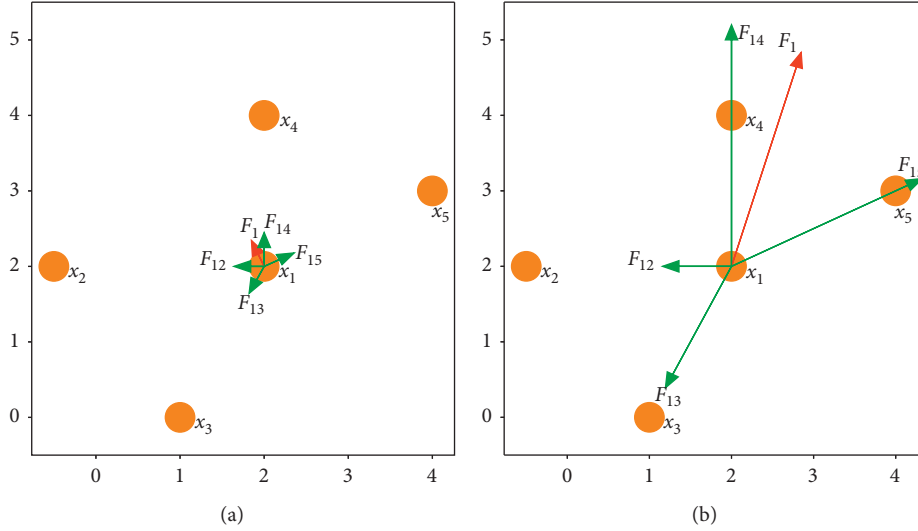 5
4
3
2
1
0
0
1
2
3
4
x₄
x₅
F₁
F₁₄
F₁₅
F₁₂
x₁
x₂
F₁₃
x₃
(a)
5
4
3
2
1
0
0
1
2
3
4
F₁₄
F₁
x₄
F₁₅
x₅
F₁₂
x₁
x₂
F₁₃
x₃
(b)